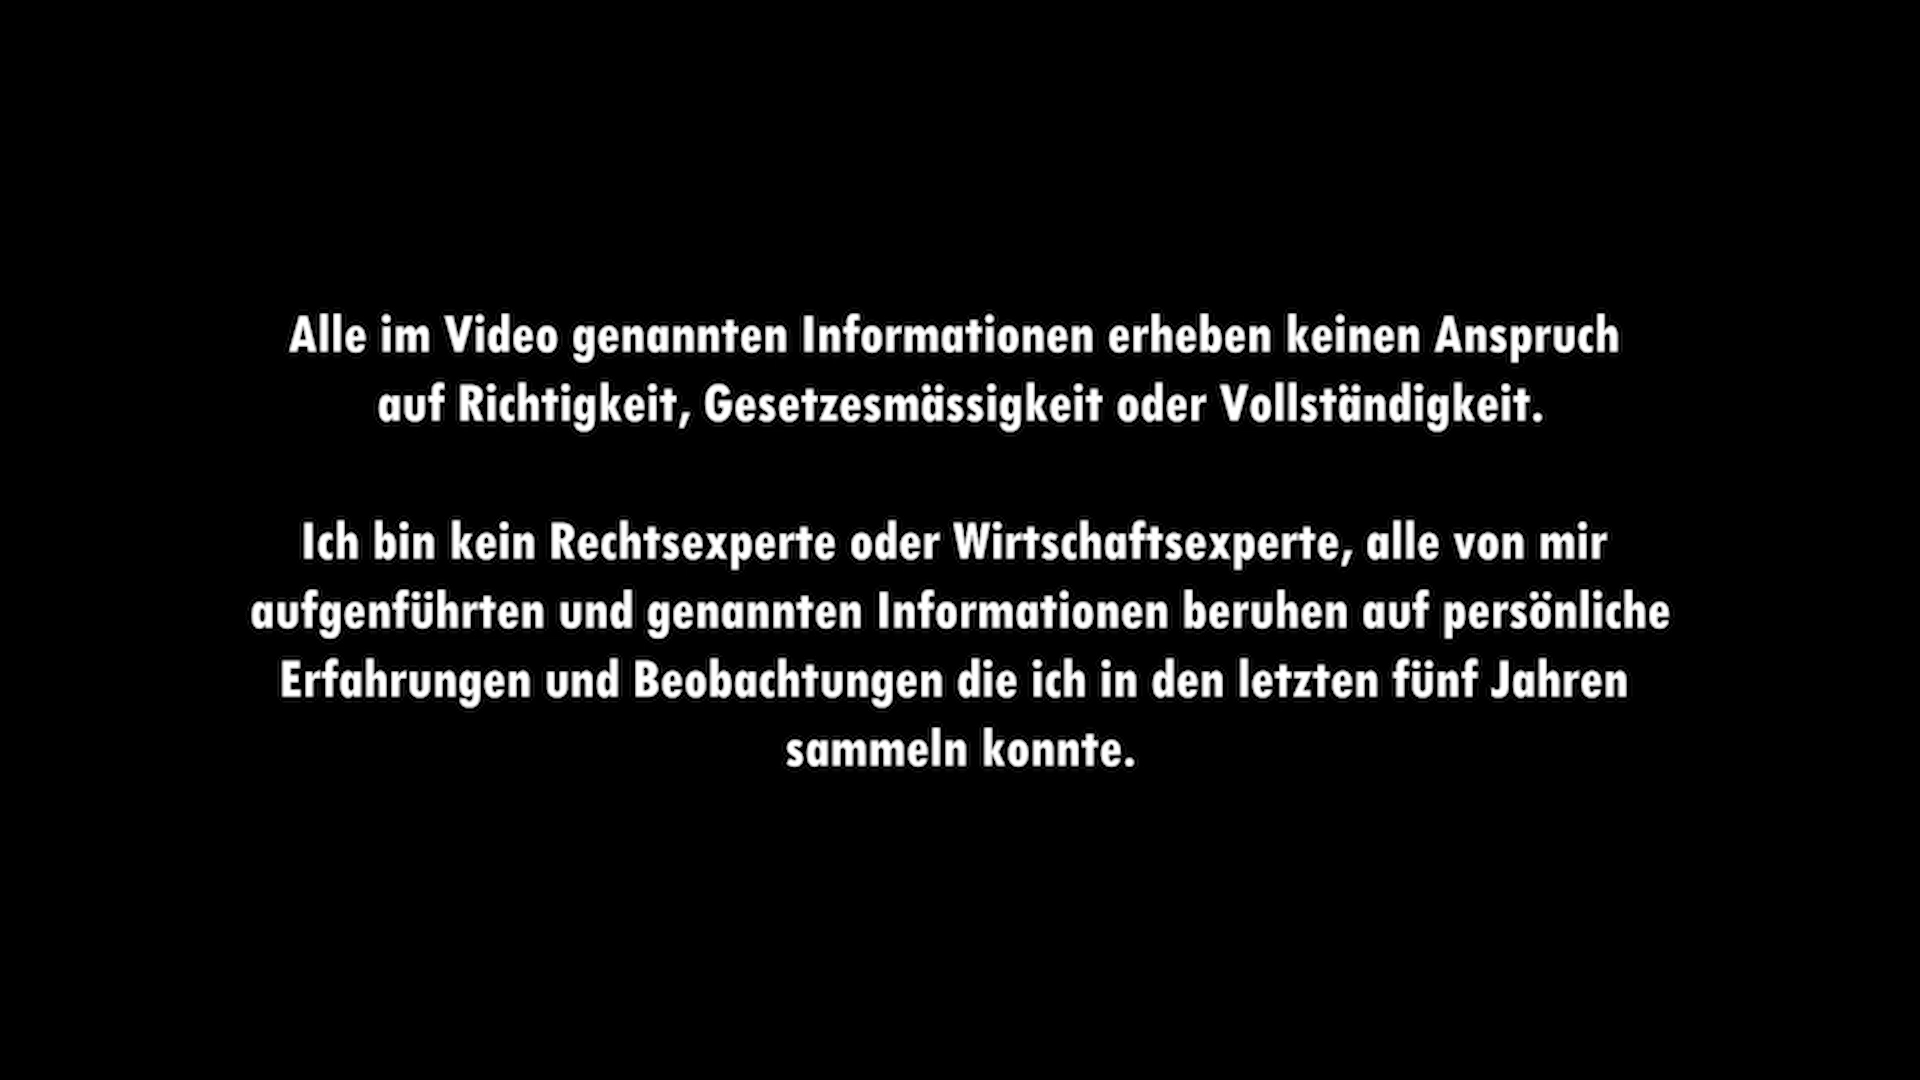 Alle im Video genannten Informationen erheben keinen Anspruch
auf Richtigkeit, Gesetzesmässigkeit oder Vollständigkeit.
Ich bin kein Rechtsexperte oder Wirtschaftsexperte, alle von mir
aufgenführten und genannten Informationen beruhen auf persönliche
Erfahrungen und Beobachtungen die ich in den letzten fünf Jahren
sammeln konnte.